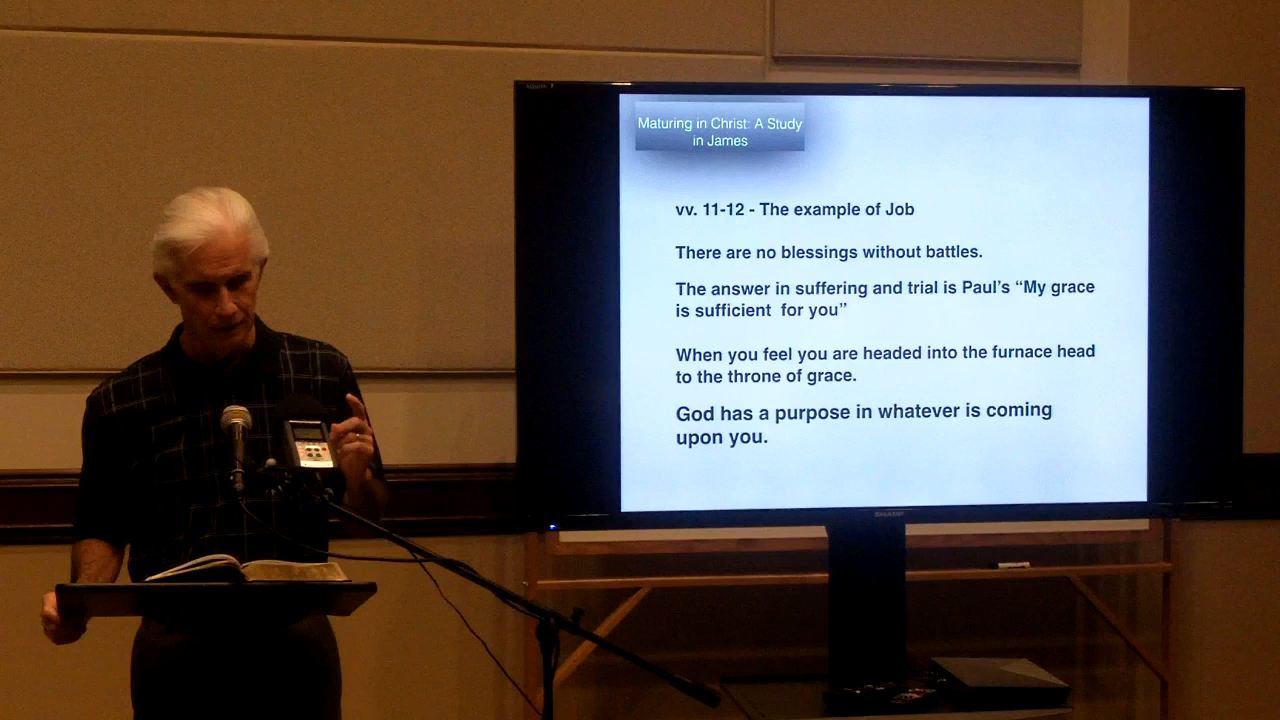 Maturing in Christ: A Study
in James
vv. 11-12 - The example of Job
There are no blessings without battles.
The answer in suffering and trial is Paul's “My grace
is sufficient  for you”
When you feel you are headed into the furnace head
to the throne of grace.
God has a purpose in whatever is coming
upon you.
SHARP